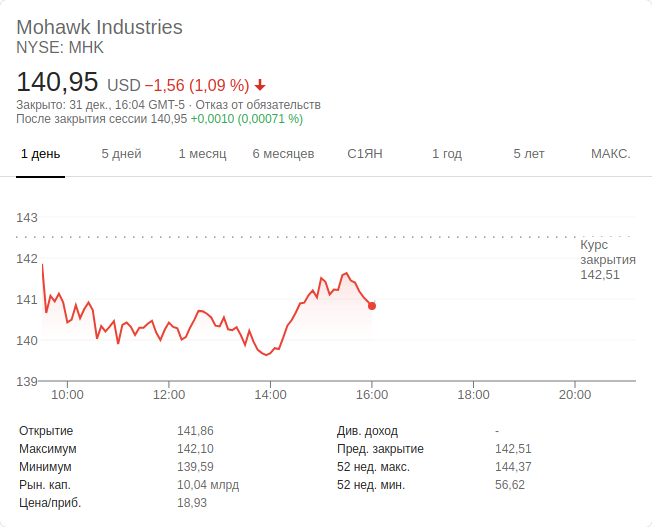 Mohawk Industries
NYSE: MHK
140,95 USD −1,56 (1,09 %)
Закрыто: 31 дек., 16:04 GMT-5 · Отказ от обязательств
После закрытия сессии 140,95 +0,0010 (0,00071 %)
1 день 5 дней 1 месяц 6 месяцев С1ЯН 1 год 5 лет МАКС.
143
Курс
закрытия
142,51
142
141
140
139
10:00 12:00 14:00 16:00 18:00 20:00
Открытие 141,86 Див. доход -
Максимум 142,10 Пред. закрытие 142,51
Минимум 139,59 52 нед. макс. 144,37
Рын. кап. 10,04 млрд 52 нед. мин. 56,62
Цена/приб. 18,93